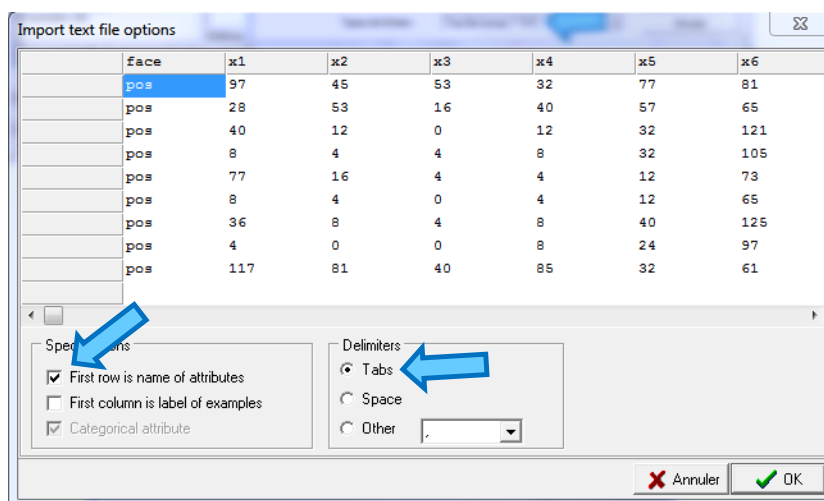 Import text file options
face x1 x2 x3 x4 x5 x6
pos 97 45 53 32 77 81
pos 28 53 16 40 57 65
pos 40 12 0 12 32 121
pos 8 4 4 8 32 105
pos 77 16 4 4 12 73
pos 8 4 0 4 12 65
pos 36 8 4 8 40 125
pos 4 0 0 8 24 97
pos 117 81 40 85 32 61
Delimiters
First row is name of attributes
Tabs
First column is label of examples
Space
Categorical attribute
Other ,
Annuler OK